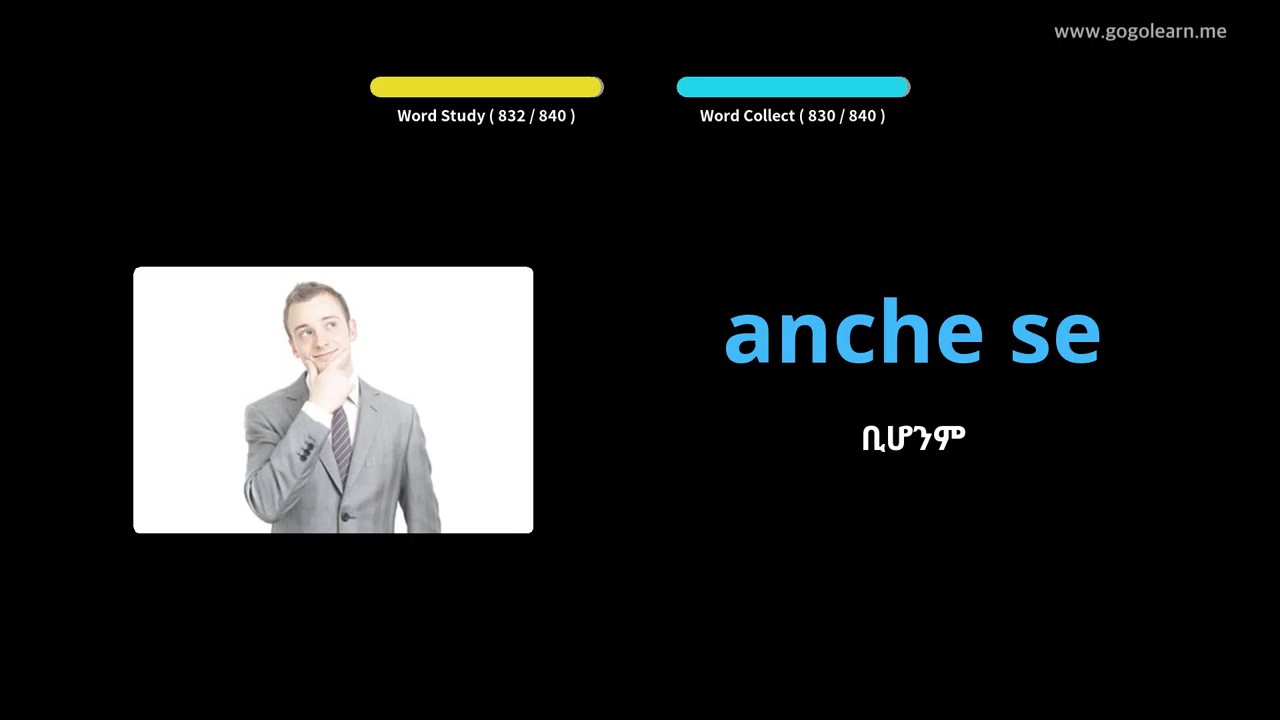 www.gogolearn.me
Word Study ( 832 / 840 )
Word Collect ( 830 / 840 )
anche se
ቢሆንም